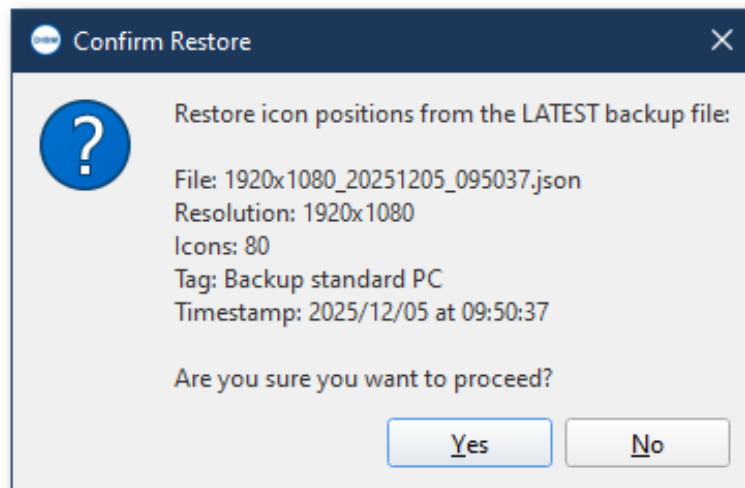 Confirm Restore
Restore icon positions from the LATEST backup file:
File: 1920x1080_20251205_095037.json
Resolution: 1920x1080
Icons: 80
Tag: Backup standard PC
Timestamp: 2025/12/05 at 09:50:37
Are you sure you want to proceed?
Yes
No